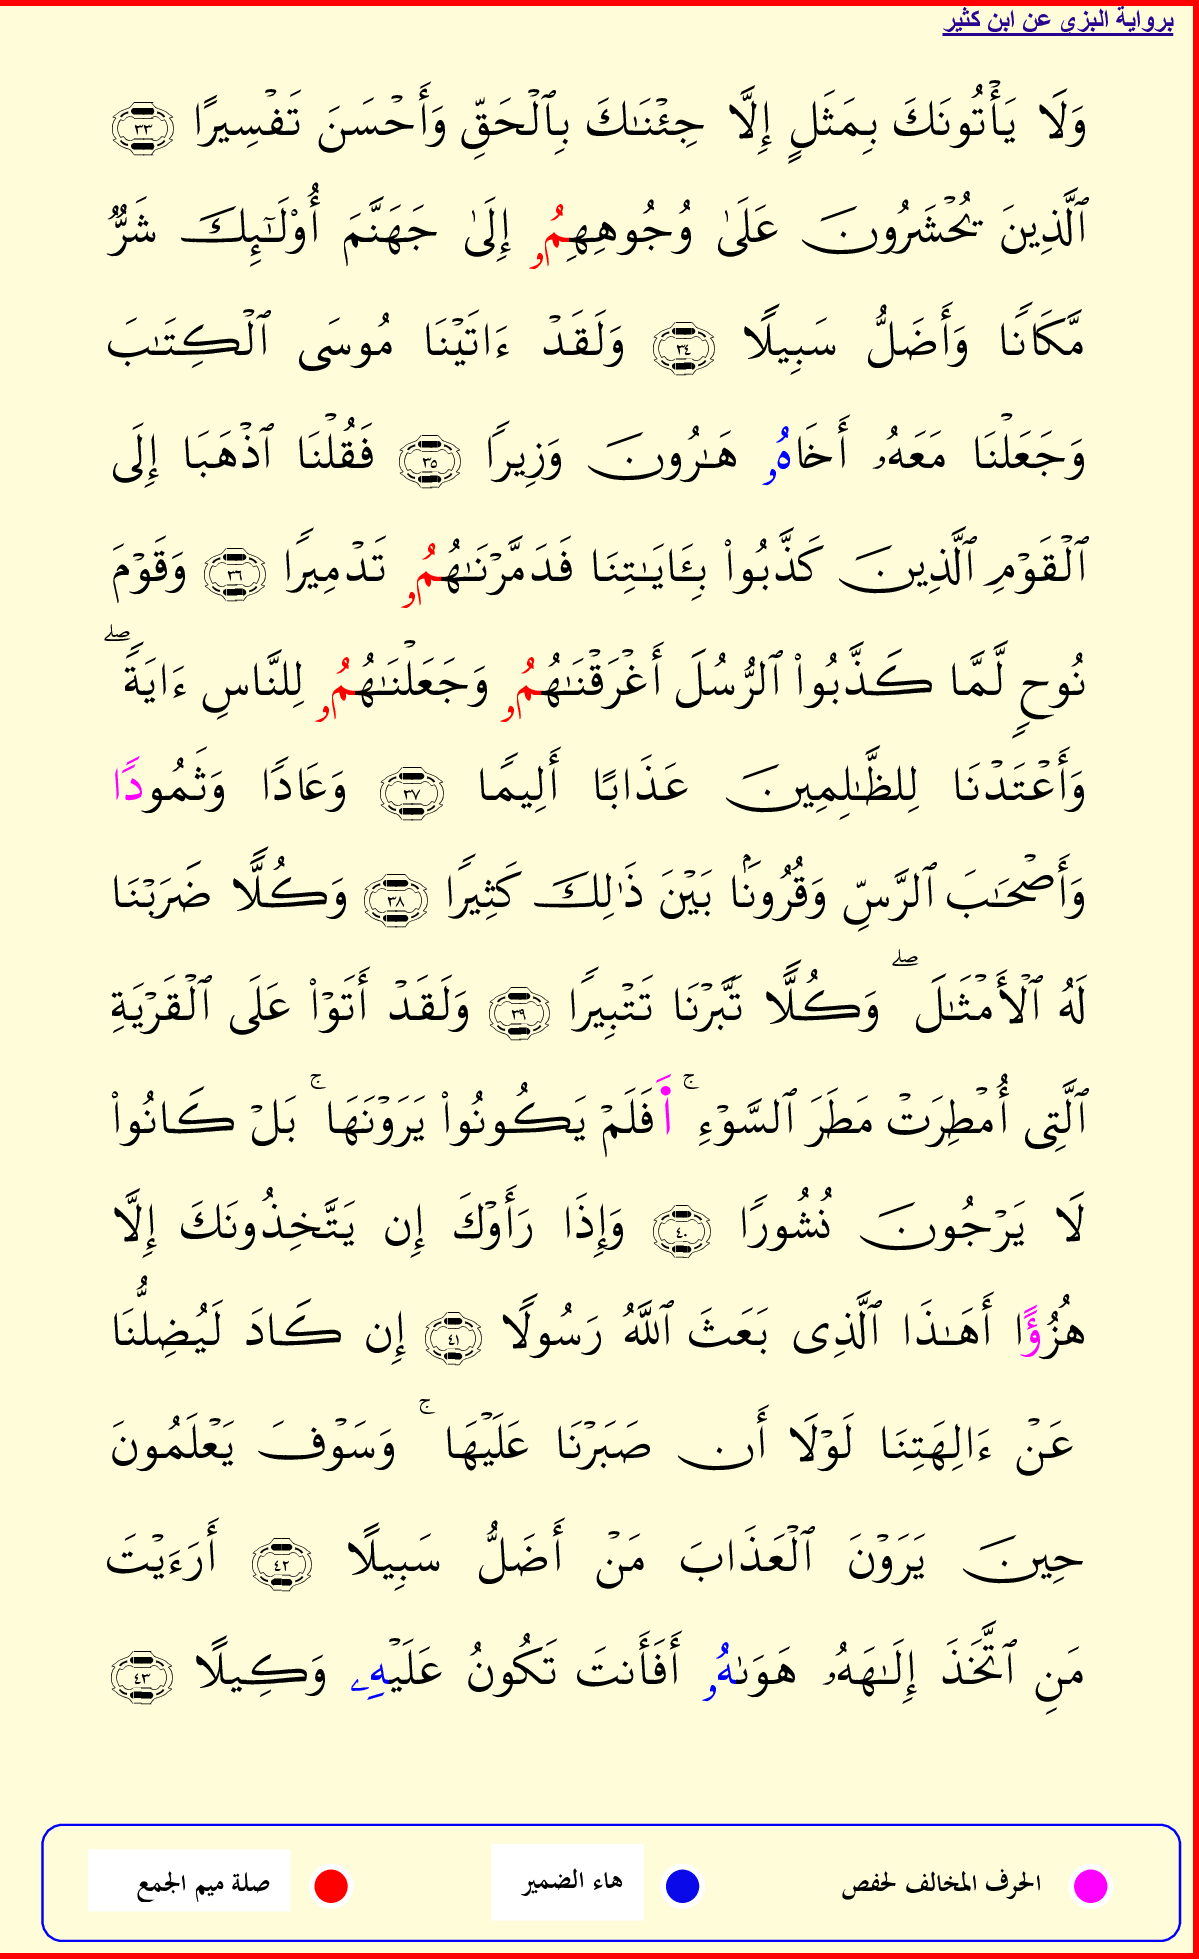 برواية البزى عن ابن كثير
وَلَا يَأْتُونَكَ بِمَثَلٍ إِلَّا جِئْنَٰكَ بِٱلْحَقِّ وَأَحْسَنَ تَفْسِيرًا ٣٣
ٱلَّذِينَ يُحْشَرُونَ عَلَىٰ وُجُوهِهِمُۥ إِلَىٰ جَهَنَّمَ أُوْلَٰٓئِكَ شَرٌّ
مَّكَانًا وَأَضَلُّ سَبِيلًا ٣٤ وَلَقَدْ ءَاتَيْنَا مُوسَى ٱلْكِتَٰبَ
وَجَعَلْنَا مَعَهُۥ أَخَاهُۥ هَٰرُونَ وَزِيرًا ٣٥ فَقُلْنَا ٱذْهَبَا إِلَى
ٱلْقَوْمِ ٱلَّذِينَ كَذَّبُوا۟ بِـَٔايَٰتِنَا فَدَمَّرْنَٰهُمُۥ تَدْمِيرًا ٣٦ وَقَوْمَ
نُوحٍ لَّمَّا كَذَّبُوا۟ ٱلرُّسُلَ أَغْرَقْنَٰهُمُۥ وَجَعَلْنَٰهُمُۥ لِلنَّاسِ ءَايَةًۖ
وَأَعْتَدْنَا لِلظَّٰلِمِينَ عَذَابًا أَلِيمًا ٣٧ وَعَادًا وَثَمُودًا
وَأَصْحَٰبَ ٱلرَّسِّ وَقُرُونًۢا بَيْنَ ذَٰلِكَ كَثِيرًا ٣٨ وَكُلًّا ضَرَبْنَا
لَهُ ٱلْأَمْثَٰلَۖ وَكُلًّا تَبَّرْنَا تَتْبِيرًا ٣٩ وَلَقَدْ أَتَوْا۟ عَلَى ٱلْقَرْيَةِ
ٱلَّتِى أُمْطِرَتْ مَطَرَ ٱلسَّوْءِۚ أَفَلَمْ يَكُونُوا۟ يَرَوْنَهَاۚ بَلْ كَانُوا۟
لَا يَرْجُونَ نُشُورًا ٤٠ وَإِذَا رَأَوْكَ إِن يَتَّخِذُونَكَ إِلَّا
هُزُؤًا أَهَٰذَا ٱلَّذِى بَعَثَ ٱللَّهُ رَسُولًا ٤١ إِن كَادَ لَيُضِلُّنَا
عَنْ ءَالِهَتِنَا لَوْلَا أَن صَبَرْنَا عَلَيْهَاۚ وَسَوْفَ يَعْلَمُونَ
حِينَ يَرَوْنَ ٱلْعَذَابَ مَنْ أَضَلُّ سَبِيلًا ٤٢ أَرَءَيْتَ
مَنِ ٱتَّخَذَ إِلَٰهَهُۥ هَوَىٰهُۥ أَفَأَنتَ تَكُونُ عَلَيْهِۦ وَكِيلًا ٤٣
الحرف المخالف لحفص هاء الضمير صلة ميم الجمع